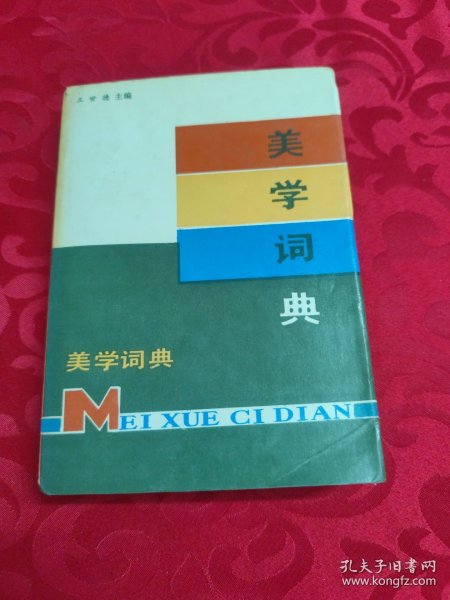 王世德 主编
美
学
词
典
美学词典
MEI XUE CI DIAN
孔夫子旧书网
www.kongfz.com